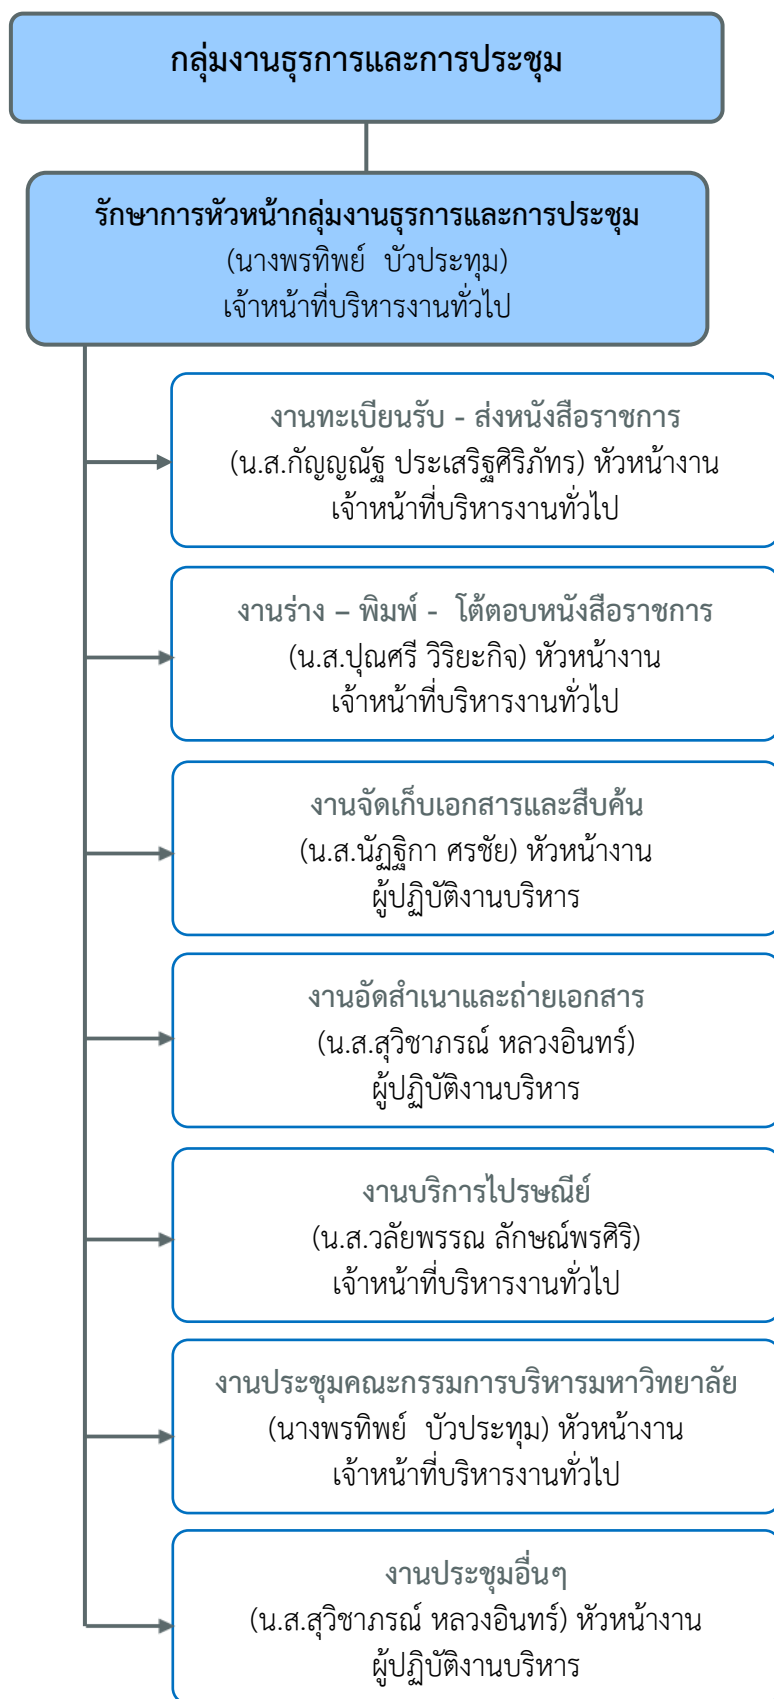 กลุ่มงานธุรการและการประชุม
รักษาการหัวหน้ากลุ่มงานธุรการและการประชุม
(นางพรทิพย์  บัวประทุม)
เจ้าหน้าที่บริหารงานทั่วไป
งานทะเบียนรับ - ส่งหนังสือราชการ
(น.ส.กัญญณัฐ ประเสริฐศิริภัทร) หัวหน้างาน
เจ้าหน้าที่บริหารงานทั่วไป
งานร่าง – พิมพ์ -  โต้ตอบหนังสือราชการ
(น.ส.ปุณศรี วิริยะกิจ) หัวหน้างาน
เจ้าหน้าที่บริหารงานทั่วไป
งานจัดเก็บเอกสารและสืบค้น
(น.ส.นัฏฐิกา ศรชัย) หัวหน้างาน
ผู้ปฏิบัติงานบริหาร
งานอัดสำเนาและถ่ายเอกสาร
(น.ส.สุวิชาภรณ์ หลวงอินทร์)
ผู้ปฏิบัติงานบริหาร
งานบริการไปรษณีย์
(น.ส.วลัยพรรณ ลักษณ์พรศิริ)
เจ้าหน้าที่บริหารงานทั่วไป
งานประชุมคณะกรรมการบริหารมหาวิทยาลัย
(นางพรทิพย์  บัวประทุม) หัวหน้างาน
เจ้าหน้าที่บริหารงานทั่วไป
งานประชุมอื่นๆ
(น.ส.สุวิชาภรณ์ หลวงอินทร์) หัวหน้างาน
ผู้ปฏิบัติงานบริหาร